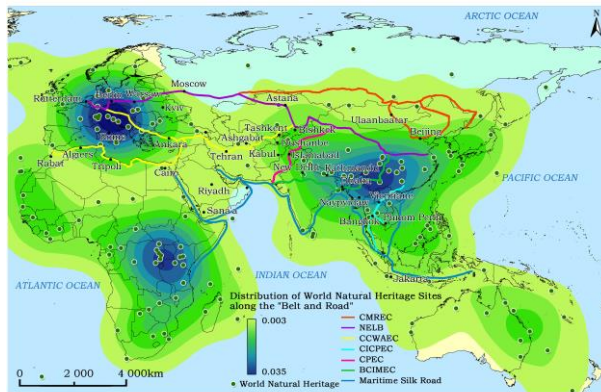 ARCTIC OCEAN
N
Moscow
Rotterdam
Berlin
Warsaw
Kyiv
Astana
Ulaanbaatar
Rome
Tashkent
Bishkek
Beijing
Ankara
Ashgabat
Dushanbe
Algiers
Tehran
Kabul
Islamabad
Rabat
Tripoli
New Delhi
Kathmandu
Cairo
Dhaka
PACIFIC OCEAN
Riyadh
Vientiane
Sana'a
Naypyidaw
Bangkok
Phnom Penh
ATLANTIC OCEAN
INDIAN OCEAN
Jakarta
Distribution of World Natural Heritage Sites
along the "Belt and Road"
0.003
0.035
CMREC
NELB
CCWAEC
CICPEC
CPEC
BCIMEC
Maritime Silk Road
0 2 000 4 000km
World Natural Heritage